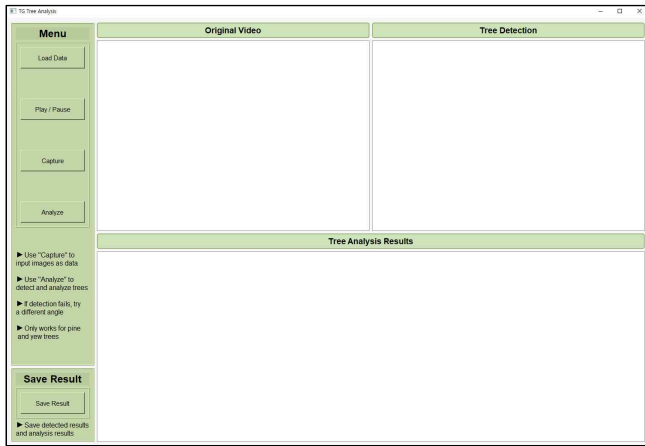 TG Tree Analysis
Menu
Load Data
Play / Pause
Capture
Analyze
► Use "Capture" to
input images as data
► Use "Analyze" to
detect and analyze trees
► If detection fails, try
a different angle
► Only works for pine
and yew trees
Save Result
Save Result
► Save detected results
and analysis results
Original Video
Tree Detection
Tree Analysis Results